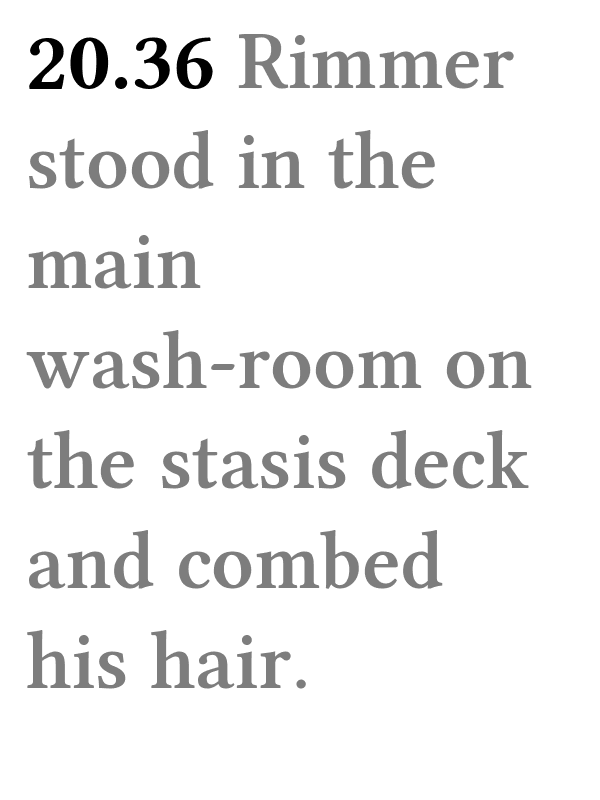 20.36 Rimmer
stood in the
main
wash-room on
the stasis deck
and combed
his hair.